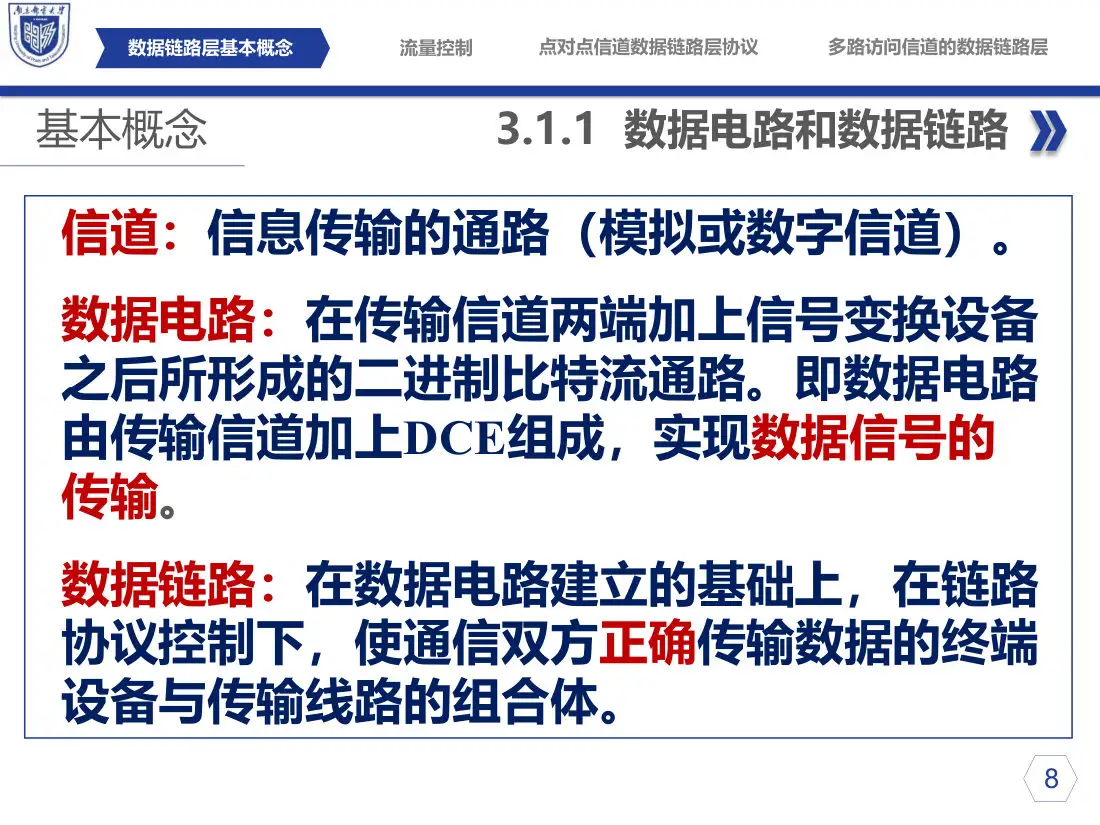 南京邮电大学
数据链路层基本概念
流量控制
点对点信道数据链路层协议
多路访问信道的数据链路层
基本概念
3.1.1 数据电路和数据链路
信道：信息传输的通路（模拟或数字信道）。
数据电路：在传输信道两端加上信号变换设备
之后所形成的二进制比特流通路。即数据电路
由传输信道加上DCE组成，实现数据信号的
传输。
数据链路：在数据电路建立的基础上，在链路
协议控制下，使通信双方正确传输数据的终端
设备与传输线路的组合体。
8